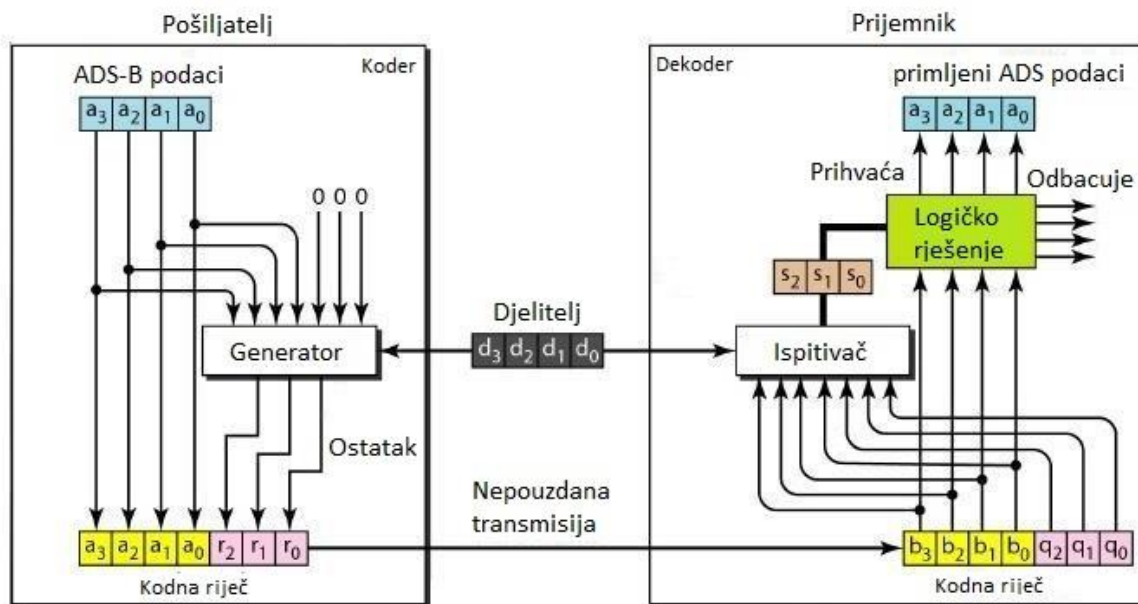 Pošiljatelj
Koder
ADS-B podaci
a3 a2 a1 a0
0 0 0
Generator
Ostatak
a3 a2 a1 a0 r2 r1 r0
Kodna riječ
Djelitelj
d3 d2 d1 d0
Nepouzdana
transmisija
Prijemnik
Dekoder
primljeni ADS podaci
a3 a2 a1 a0
Prihvaća
Odbacuje
Logičko
rješenje
s2 s1 s0
Ispitivač
b3 b2 b1 b0 q2 q1 q0
Kodna riječ